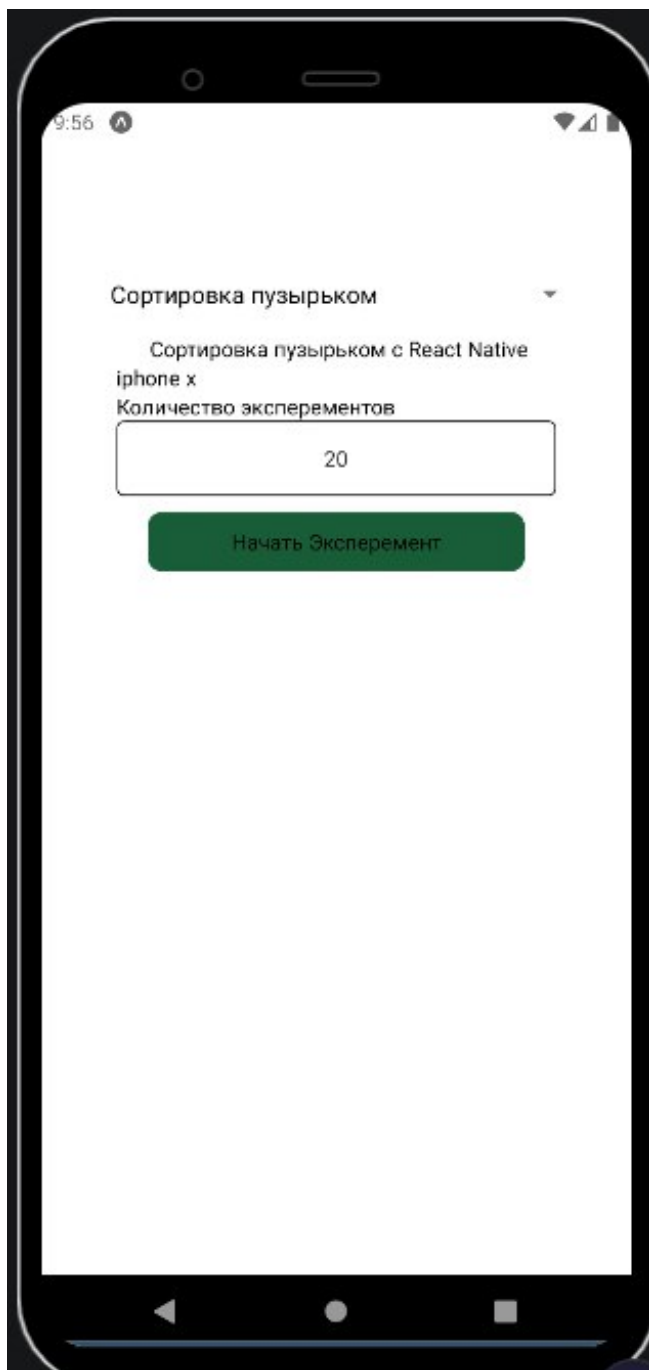 9:56
Сортировка пузырьком
Сортировка пузырьком с React Native
iphone x
Количество эксперементов
20
Начать Эксперемент